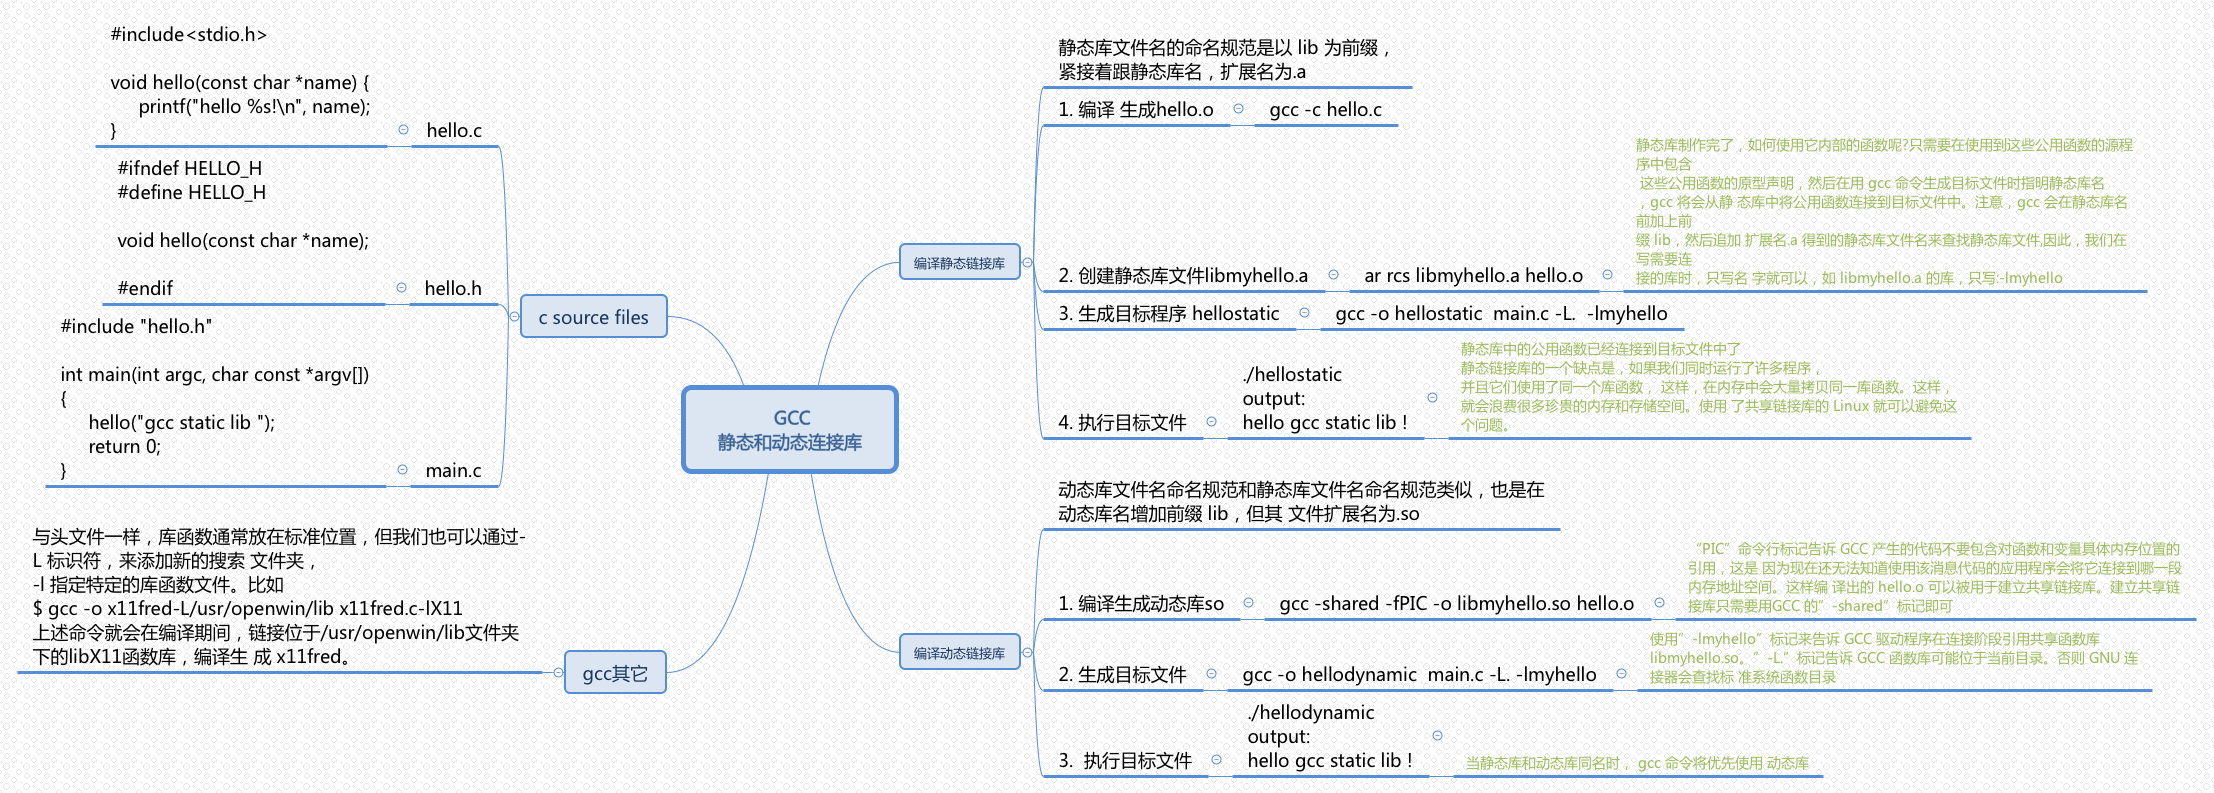 #include<stdio.h>
void hello(const char *name) {
printf("hello %s!\n", name);
}
hello.c
#ifndef HELLO_H
#define HELLO_H
void hello(const char *name);
#endif
hello.h
#include "hello.h"
int main(int argc, char const *argv[])
{
hello("gcc static lib ");
return 0;
}
main.c
c source files
与头文件一样，库函数通常放在标准位置，但我们也可以通过-
L 标识符，来添加新的搜索 文件夹，
-l 指定特定的库函数文件。比如
$ gcc -o x11fred-L/usr/openwin/lib x11fred.c-lX11
上述命令就会在编译期间，链接位于/usr/openwin/lib文件夹
下的libX11函数库，编译生 成 x11fred。
gcc其它
GCC
静态和动态连接库
编译静态链接库
静态库文件名的命名规范是以 lib 为前缀，
紧接着跟静态库名，扩展名为.a
1. 编译 生成hello.o
gcc -c hello.c
2. 创建静态库文件libmyhello.a
ar rcs libmyhello.a hello.o
静态库制作完了，如何使用它内部的函数呢?只需要在使用到这些公用函数的源程
序中包含
这些公用函数的原型声明，然后在用 gcc 命令生成目标文件时指明静态库名
，gcc 将会从静 态库中将公用函数连接到目标文件中。注意，gcc 会在静态库名
前加上前
缀 lib，然后追加 扩展名.a 得到的静态库文件名来查找静态库文件,因此，我们在
写需要连
接的库时，只写名 字就可以，如 libmyhello.a 的库，只写:-lmyhello
3. 生成目标程序 hellostatic
gcc -o hellostatic  main.c -L.  -lmyhello
4. 执行目标文件
./hellostatic
output:
hello gcc static lib !
静态库中的公用函数已经连接到目标文件中了
静态链接库的一个缺点是，如果我们同时运行了许多程序，
并且它们使用了同一个库函数， 这样，在内存中会大量拷贝同一库函数。这样，
就会浪费很多珍贵的内存和存储空间。使用 了共享链接库的 Linux 就可以避免这
个问题。
编译动态链接库
动态库文件名命名规范和静态库文件名命名规范类似，也是在
动态库名增加前缀 lib，但其 文件扩展名为.so
1. 编译生成动态库so
gcc -shared -fPIC -o libmyhello.so hello.o
“PIC”命令行标记告诉 GCC 产生的代码不要包含对函数和变量具体内存位置的
引用，这是 因为现在还无法知道使用该消息代码的应用程序会将它连接到哪一段
内存地址空间。这样编 译出的 hello.o 可以被用于建立共享链接库。建立共享链
接库只需要用GCC 的”-shared”标记即可
2. 生成目标文件
gcc -o hellodynamic  main.c -L. -lmyhello
使用”-lmyhello”标记来告诉 GCC 驱动程序在连接阶段引用共享函数库
libmyhello.so。”-L.”标记告诉 GCC 函数库可能位于当前目录。否则 GNU 连
接器会查找标 准系统函数目录
3.  执行目标文件
./hellodynamic
output:
hello gcc static lib !
当静态库和动态库同名时， gcc 命令将优先使用 动态库